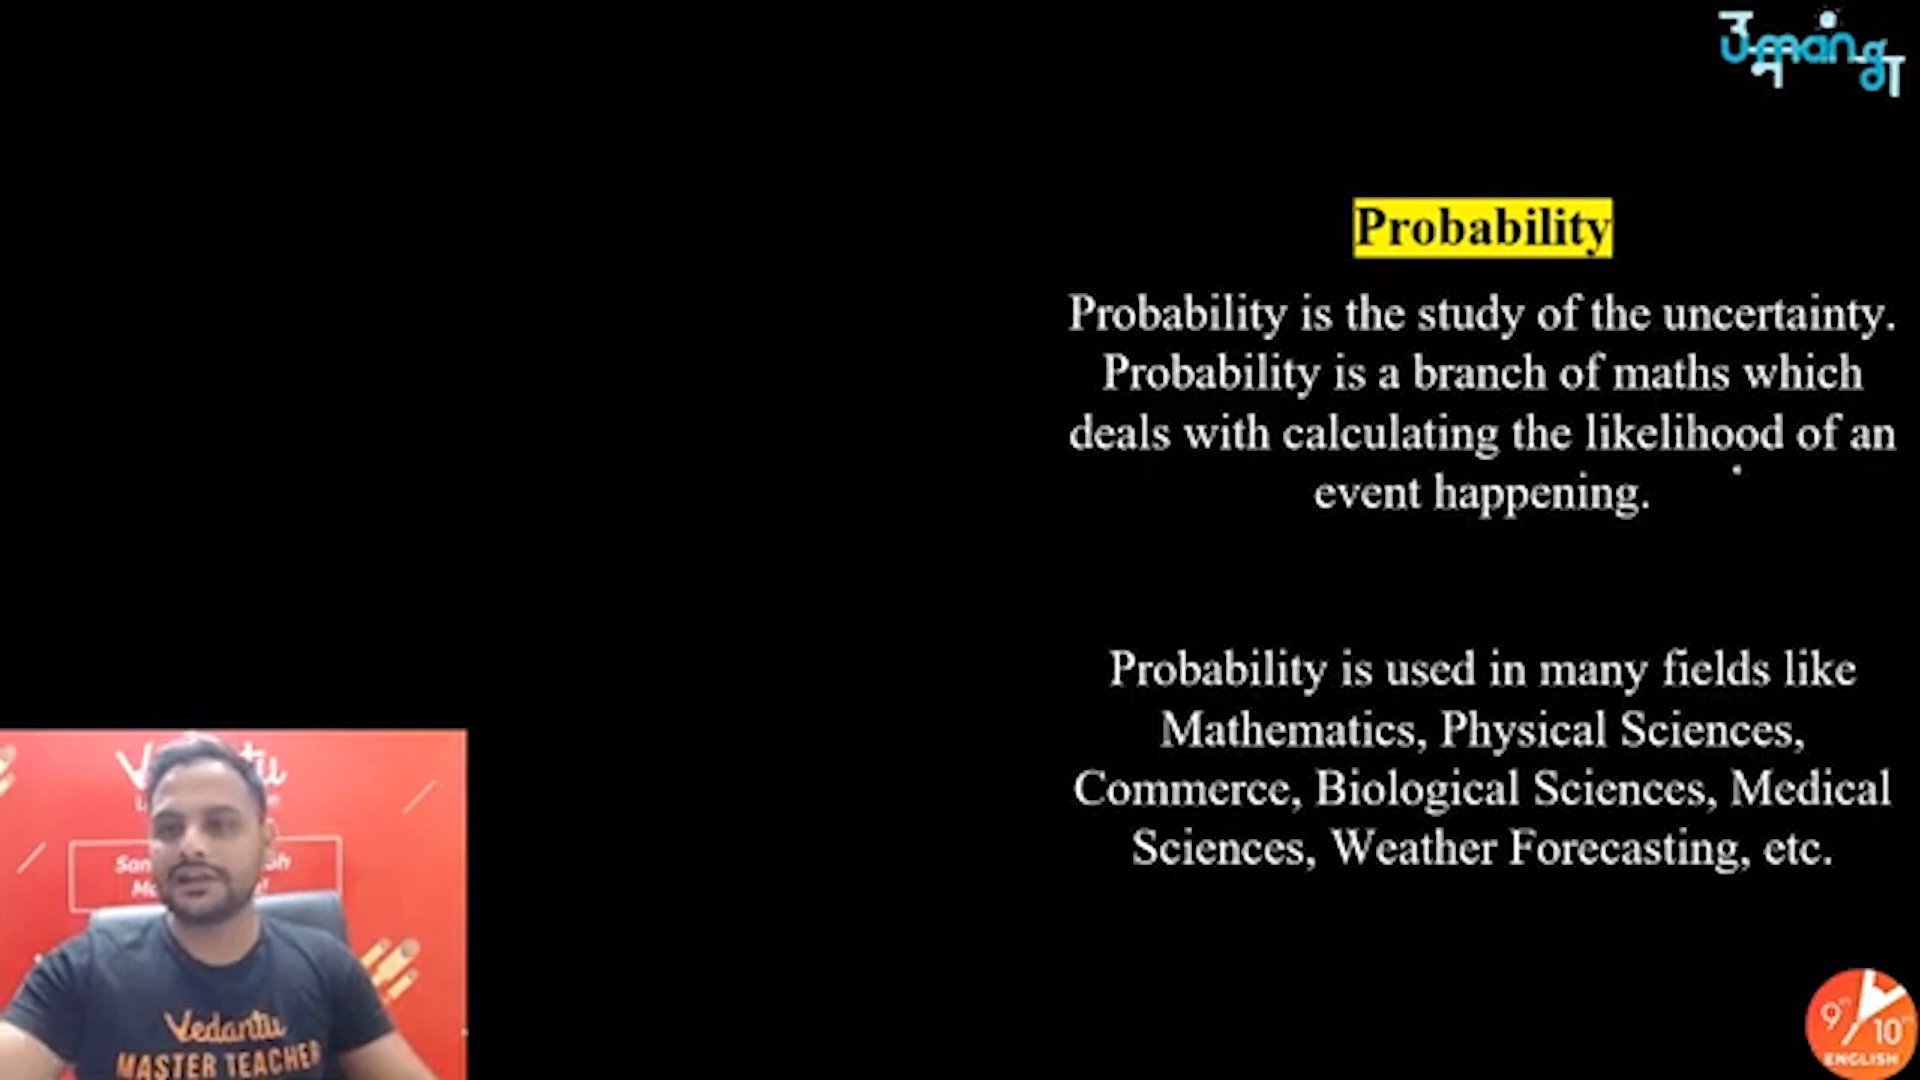 Probability
Probability is the study of the uncertainty.
Probability is a branch of maths which
deals with calculating the likelihood of an
event happening.
Probability is used in many fields like
Mathematics, Physical Sciences,
Commerce, Biological Sciences, Medical
Sciences, Weather Forecasting, etc.
Vedantu
MASTER TEACHER
9th
10th
ENGLISH